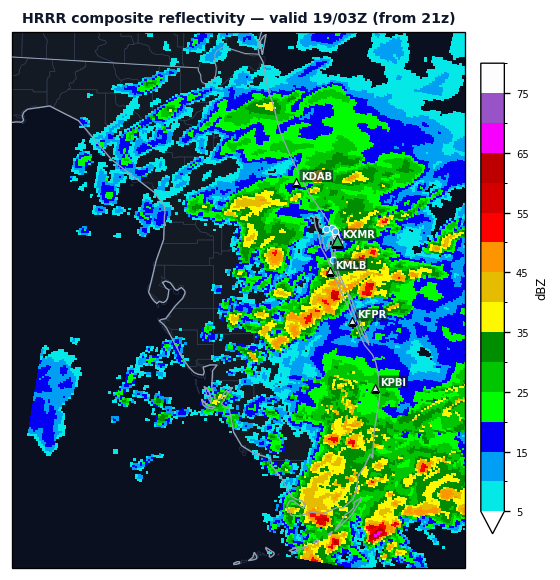 HRRR composite reflectivity — valid 19/03Z (from 21z)
KDAB
KXMR
KMLB
KFPR
KPBI
75
65
55
45
35
25
15
5
dBZ